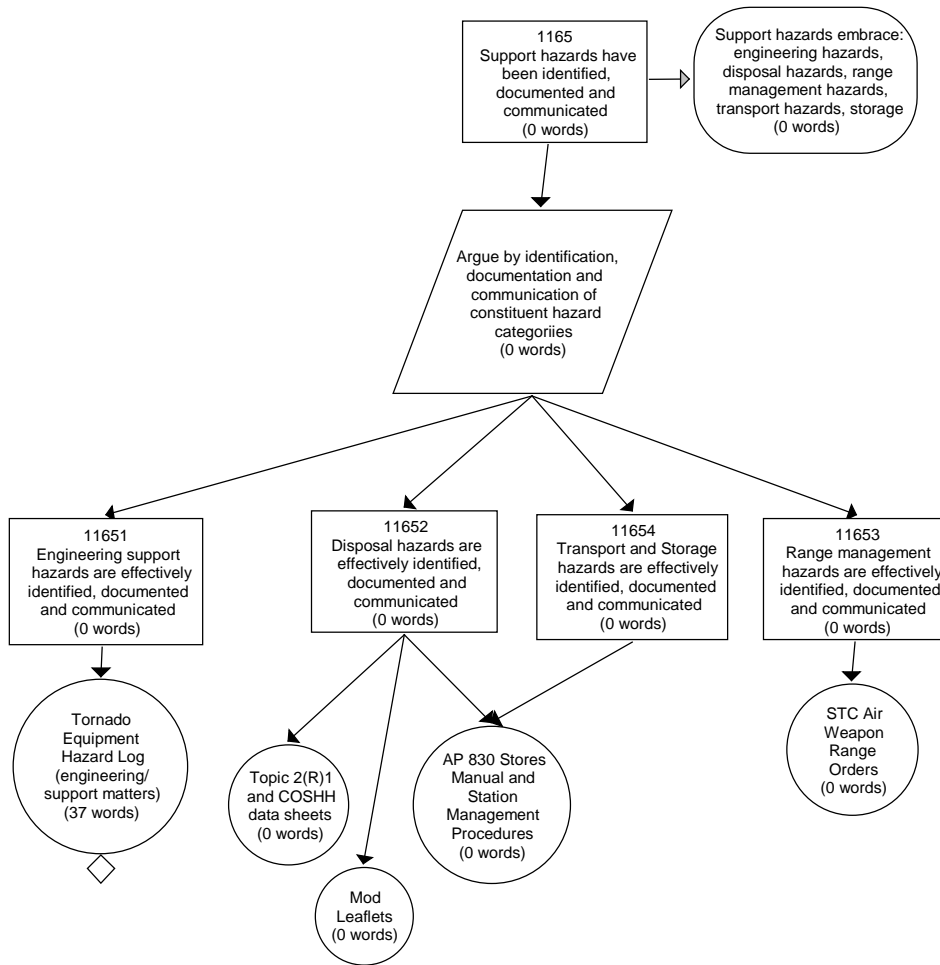 1165
Support hazards have
been identified,
documented and
communicated
(0 words)
Support hazards embrace:
engineering hazards,
disposal hazards, range
management hazards,
transport hazards, storage
(0 words)
Argue by identification,
documentation and
communication of
constituent hazard
categoriies
(0 words)
11651
Engineering support
hazards are effectively
identified, documented
and communicated
(0 words)
11652
Disposal hazards are
effectively identified,
documented and
communicated
(0 words)
11654
Transport and Storage
hazards are effectively
identified, documented
and communicated
(0 words)
11653
Range management
hazards are effectively
identified, documented
and communicated
(0 words)
Tornado
Equipment
Hazard Log
(engineering/
support matters)
(37 words)
Topic 2(R)1
and COSHH
data sheets
(0 words)
Mod
Leaflets
(0 words)
AP 830 Stores
Manual and
Station
Management
Procedures
(0 words)
STC Air
Weapon
Range
Orders
(0 words)